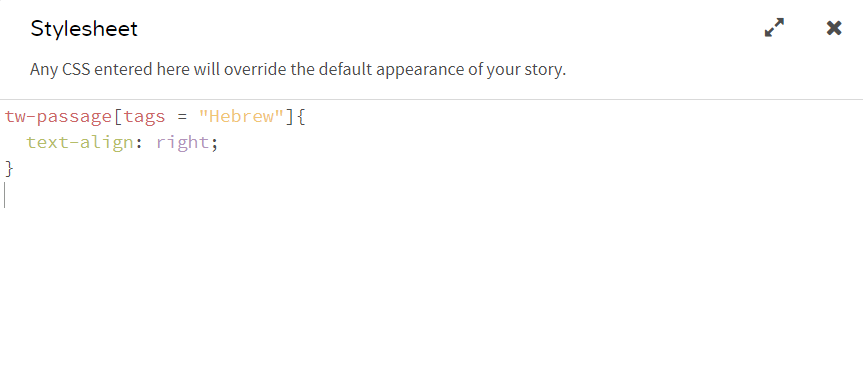 Stylesheet
Any CSS entered here will override the default appearance of your story.
tw-passage[tags = "Hebrew"]{
  text-align: right;
}